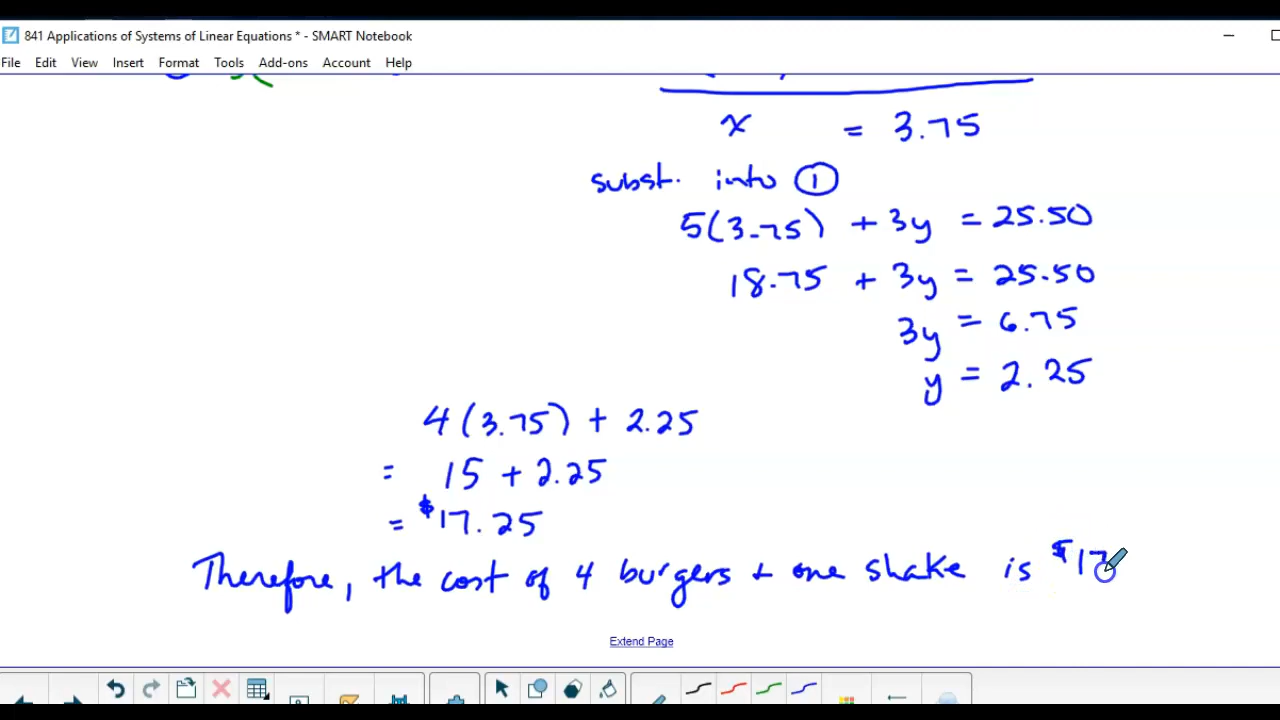 841 Applications of Systems of Linear Equations * - SMART Notebook
File Edit View Insert Format Tools Add-ons Account Help
x = 3.75
subst. into ①
5(3.75) + 3y = 25.50
18.75 + 3y = 25.50
3y = 6.75
y = 2.25
4(3.75) + 2.25
= 15 + 2.25
= $17.25
Therefore, the cost of 4 burgers + one shake is $17
Extend Page